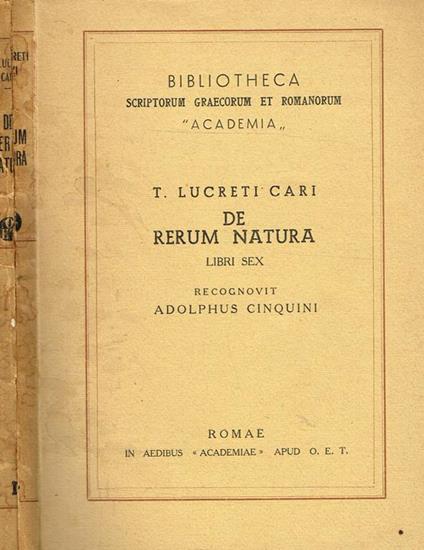 BIBLIOTHECA
SCRIPTORUM GRAECORUM ET ROMANORUM
"ACADEMIA„
T. LUCRETI CARI
DE
RERUM NATURA
LIBRI SEX
RECOGNOVIT
ADOLPHUS CINQUINI
ROMAE
IN AEDIBUS «ACADEMIAE» APUD O. E. T.
DE
I